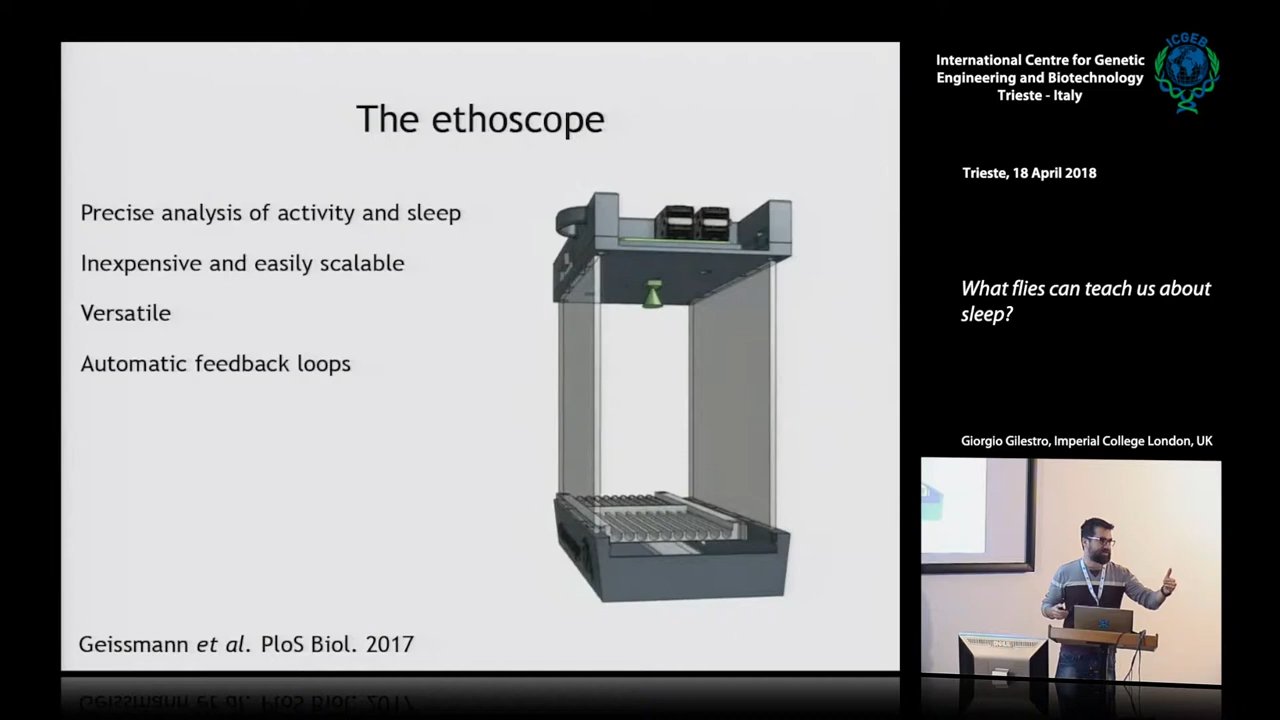 The ethoscope
Precise analysis of activity and sleep
Inexpensive and easily scalable
Versatile
Automatic feedback loops
Geissmann et al. PloS Biol. 2017
ICGEB
International Centre for Genetic
Engineering and Biotechnology
Trieste - Italy
Trieste, 18 April 2018
What flies can teach us about
sleep?
Giorgio Gilestro, Imperial College London, UK